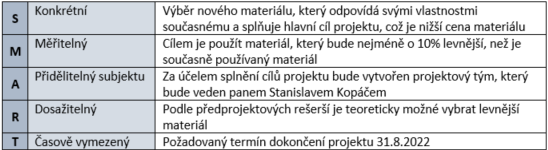 S Konkrétní Výběr nového materiálu, který odpovídá svými vlastnostmi
současnému a splňuje hlavní cíl projektu, což je nižší cena materiálu
M Měřitelný Cílem je použít materiál, který bude nejméně o 10% levnější, než je
současně používaný materiál
A Přidělitelný subjektu Za účelem splnění cílů projektu bude vytvořen projektový tým, který
bude veden panem Stanislavem Kopáčem
R Dosažitelný Podle předprojektových rešerší je teoreticky možné vybrat levnější
materiál
T Časově vymezený Požadovaný termín dokončení projektu 31.8.2022